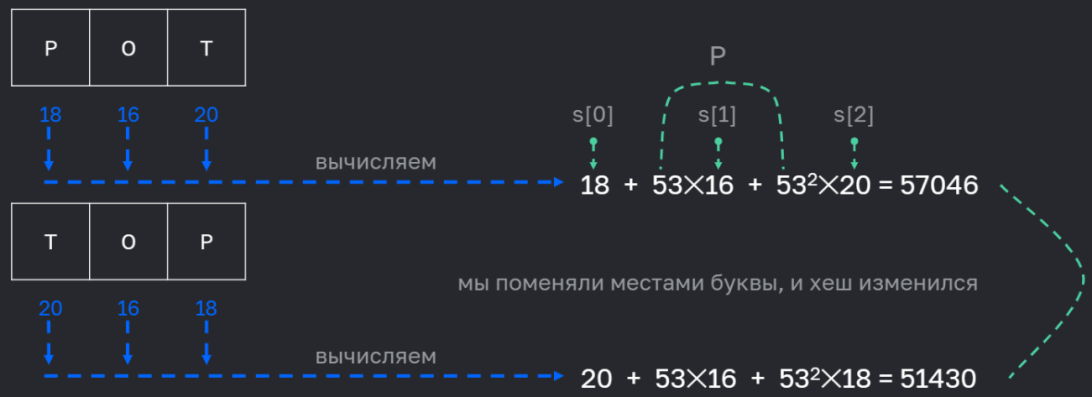 Р О Т
18 16 20
P
s[0] s[1] s[2]
вычисляем
18 + 53×16 + 53²×20 = 57046
Т О Р
мы поменяли местами буквы, и хеш изменился
20 16 18
вычисляем
20 + 53×16 + 53²×18 = 51430